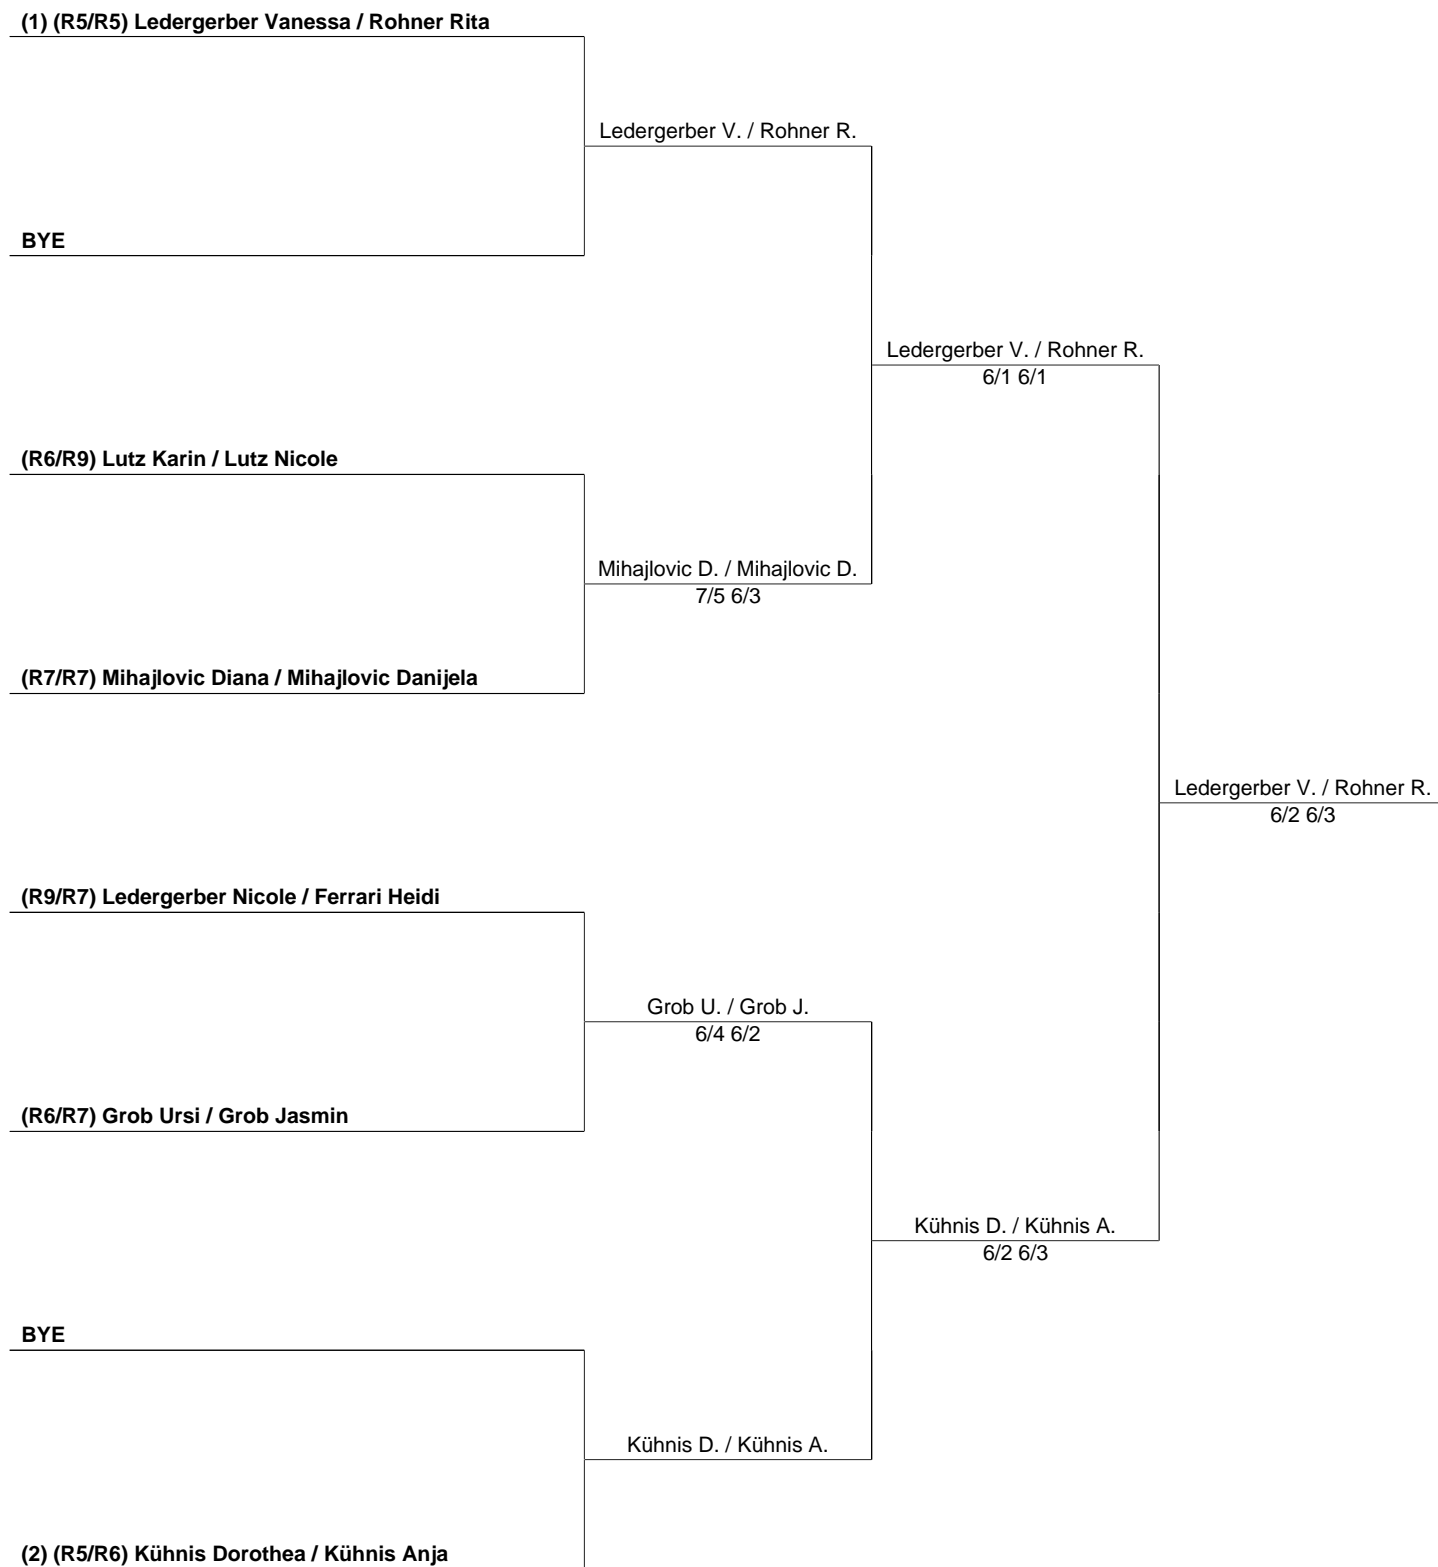 (1) (R5/R5) Ledergerber Vanessa / Rohner Rita
Ledergerber V. / Rohner R.
BYE
Ledergerber V. / Rohner R.
6/1 6/1
(R6/R9) Lutz Karin / Lutz Nicole
Mihajlovic D. / Mihajlovic D.
7/5 6/3
(R7/R7) Mihajlovic Diana / Mihajlovic Danijela
Ledergerber V. / Rohner R.
6/2 6/3
(R9/R7) Ledergerber Nicole / Ferrari Heidi
Grob U. / Grob J.
6/4 6/2
(R6/R7) Grob Ursi / Grob Jasmin
Kühnis D. / Kühnis A.
6/2 6/3
BYE
Kühnis D. / Kühnis A.
(2) (R5/R6) Kühnis Dorothea / Kühnis Anja